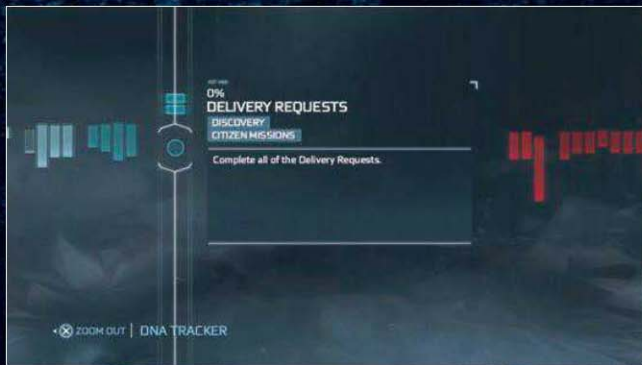 0%
DELIVERY REQUESTS
DISCOVERY
CITIZEN MISSIONS
Complete all of the Delivery Requests.
ZOOM OUT | DNA TRACKER